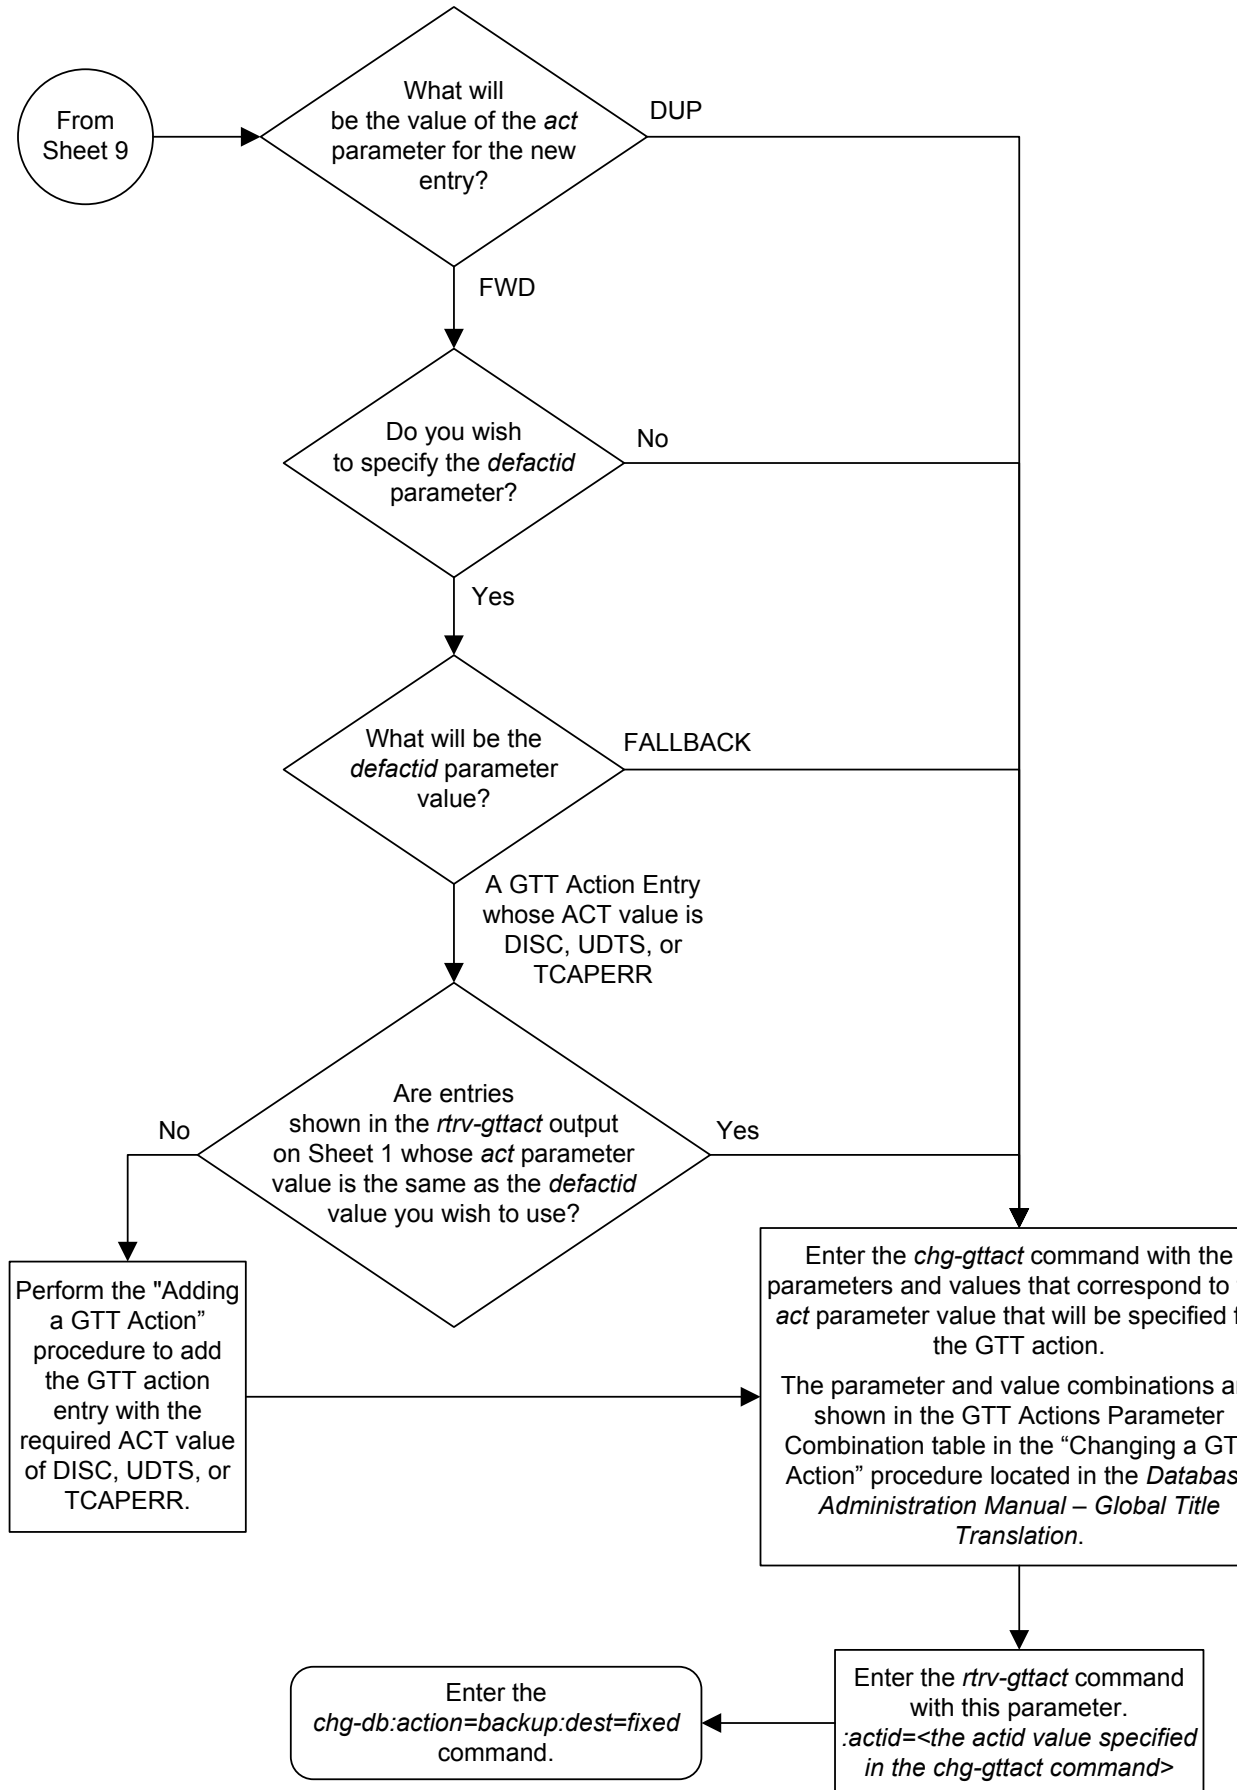 From
Sheet 9
What will
be the value of the act
parameter for the new
entry?
DUP
FWD
Do you wish
to specify the defactid
parameter?
No
Yes
What will be the
defactid parameter
value?
FALLBACK
A GTT Action Entry
whose ACT value is
DISC, UDTS, or
TCAPERR
Are entries
shown in the rtrv-gttact output
on Sheet 1 whose act parameter
value is the same as the defactid
value you wish to use?
No
Yes
Perform the "Adding
a GTT Action”
procedure to add
the GTT action
entry with the
required ACT value
of DISC, UDTS, or
TCAPERR.
Enter the chg-gttact command with the
parameters and values that correspond to
act parameter value that will be specified
the GTT action.
The parameter and value combinations
shown in the GTT Actions Parameter
Combination table in the “Changing a
Action” procedure located in the
Administration Manual – Global Title
Translation.
Enter the rtrv-gttact command
with this parameter.
:actid=<the actid value specified
in the chg-gttact command>
Enter the
chg-db:action=backup:dest=fixed
command.